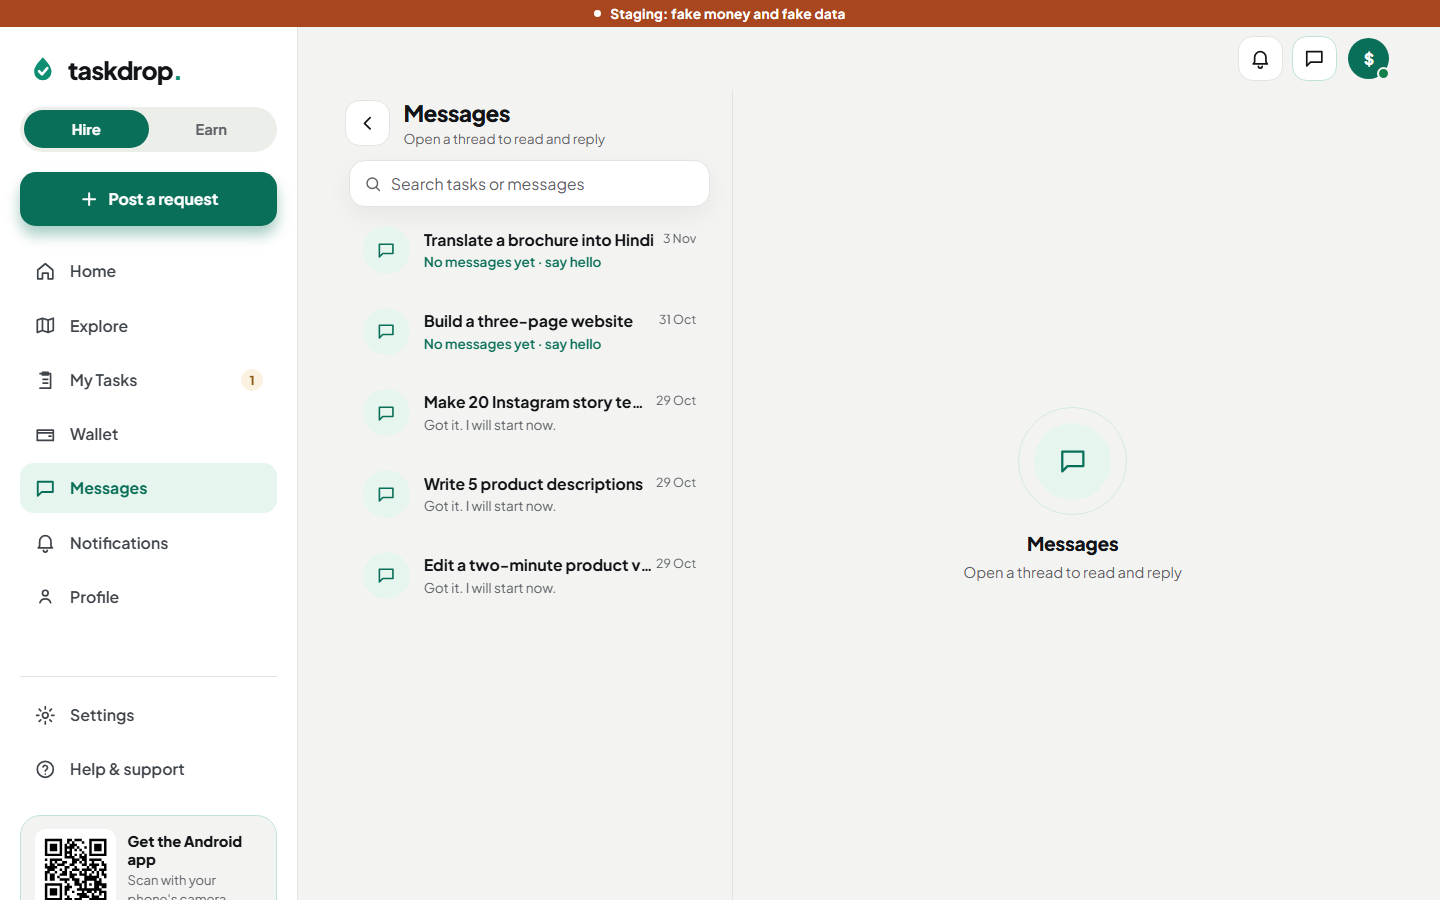 Staging: fake money and fake data
taskdrop.
Hire
Earn
Post a request
Home
Explore
My Tasks
1
Wallet
Messages
Notifications
Profile
Settings
Help & support
Get the Android
app
Scan with your
phone's camera
$
Messages
Open a thread to read and reply
Search tasks or messages
Translate a brochure into Hindi
3 Nov
No messages yet · say hello
Build a three-page website
31 Oct
No messages yet · say hello
Make 20 Instagram story te...
29 Oct
Got it. I will start now.
Write 5 product descriptions
29 Oct
Got it. I will start now.
Edit a two-minute product v...
29 Oct
Got it. I will start now.
Messages
Open a thread to read and reply